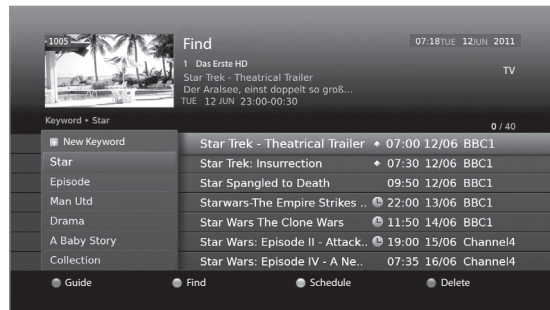 1005
Find
07:18TUE 12JUN 2011
1 Das Erste HD
Star Trek - Theatrical Trailer
TV
Der Aralsee, einst doppelt so groß...
TUE 12 JUN 23:00-00:30
Keyword • Star
0 / 40
New Keyword
Star Trek - Theatrical Trailer 07:00 12/06 BBC1
Star
Star Trek: Insurrection 07:30 12/06 BBC1
Episode
Star Spangled to Death 09:50 12/06 BBC1
Man Utd
Starwars-The Empire Strikes .. 22:00 13/06 BBC1
Drama
Star Wars The Clone Wars 11:50 14/06 BBC1
A Baby Story
Star Wars: Episode II - Attack.. 19:00 15/06 Channel4
Collection
Star Wars: Episode IV - A Ne.. 07:35 16/06 Channel4
Guide
Find
Schedule
Delete